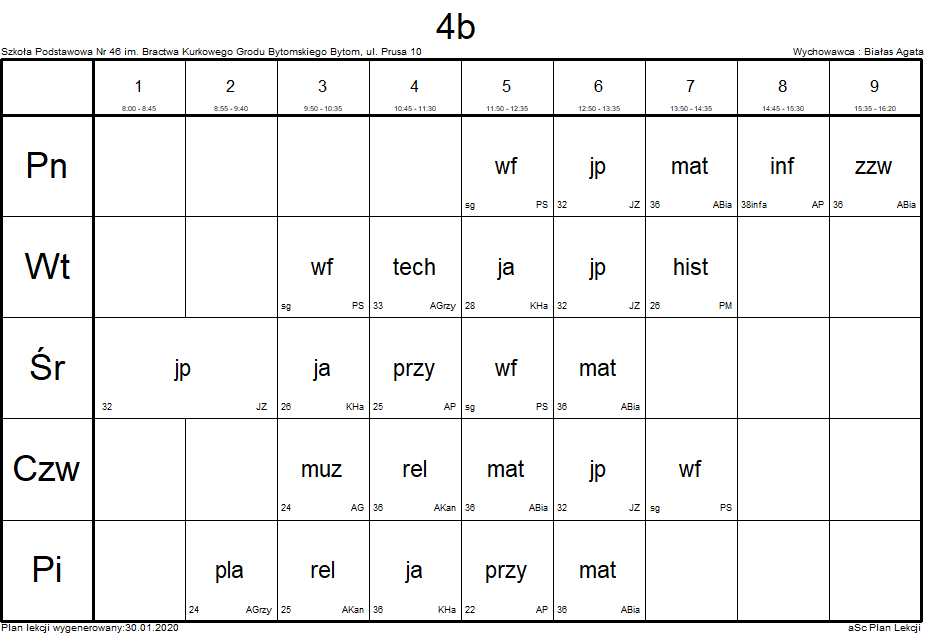 4b
Szkoła Podstawowa Nr 46 im. Bractwa Kurkowego Grodu Bytomskiego Bytom, ul. Prusa 10 Wychowawca : Białas Agata
1 2 3 4 5 6 7 8 9
8:00 - 8:45 8:55 - 9:40 9:50 - 10:35 10:45 - 11:30 11:50 - 12:35 12:50 - 13:35 13:50 - 14:35 14:45 - 15:30 15:35 - 16:20
Pn wf jp mat inf zzw
sg PS 32 JZ 36 ABia 38infa AP 36 ABia
Wt wf tech ja jp hist
sg PS 33 AGrzy 28 KHa 32 JZ 26 PM
Śr jp ja przy wf mat
32 JZ 26 KHa 25 AP sg PS 36 ABia
Czw muz rel mat jp wf
24 AG 36 AKan 36 ABia 32 JZ sg PS
Pi pla rel ja przy mat
24 AGrzy 25 AKan 36 KHa 22 AP 36 ABia
Plan lekcji wygenerowany:30.01.2020 aSc Plan Lekcji